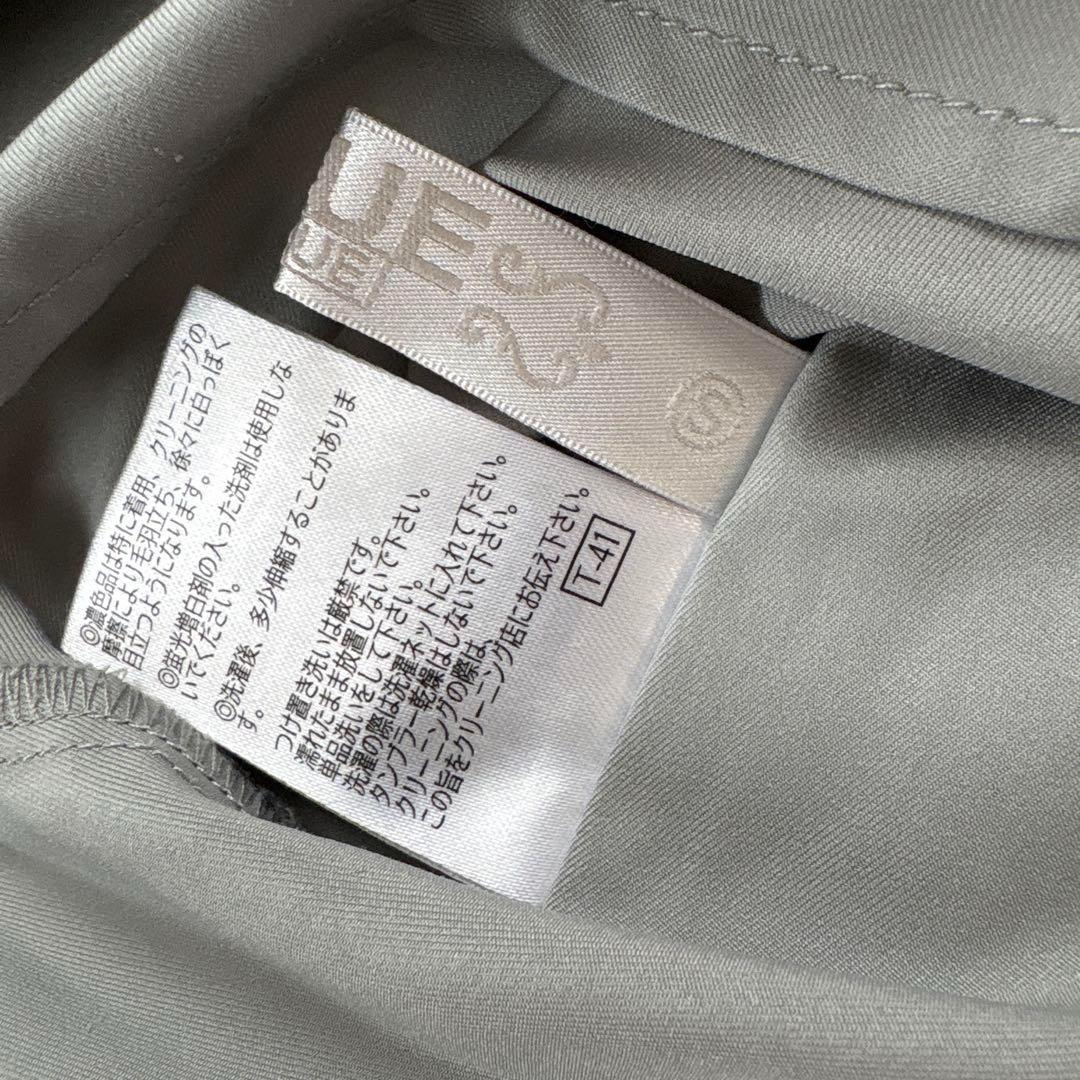 UE
UE
S
◎濃色品は特に着用、クリーニングの
摩擦により毛羽立ち、徐々に白っぽく
目立つようになります。
◎蛍光増白剤の入った洗剤は使用しな
いでください。
◎洗濯後、多少伸縮することがありま
す。
つけ置き洗いは厳禁です。
濡れたまま放置しないで下さい。
単品洗いをして下さい。
洗濯の際は洗濯ネットに入れて下さい。
タンブラー乾燥はしないで下さい。
クリーニングの際は、
この旨をクリーニング店にお伝え下さい。
T-41